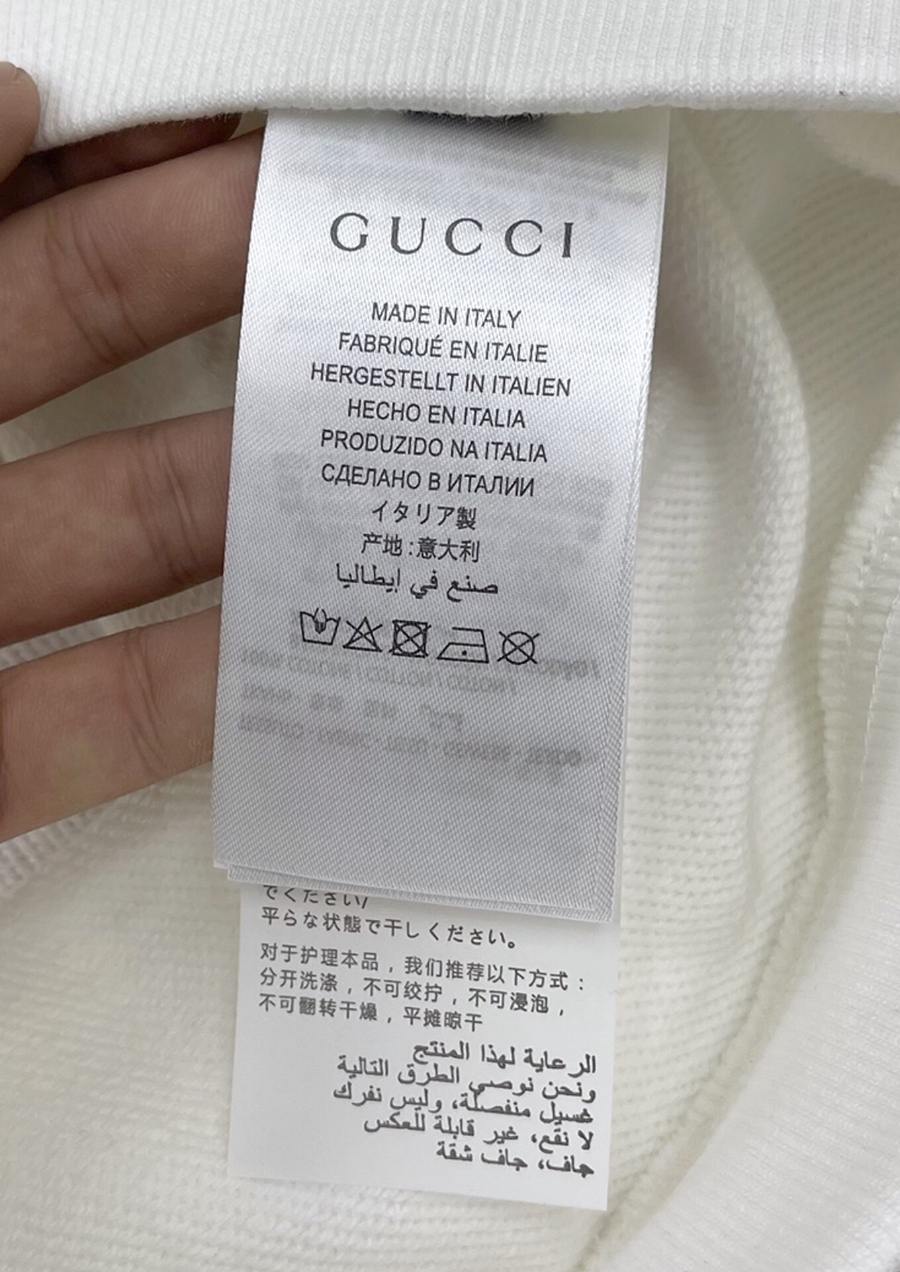 GUCCI
MADE IN ITALY
FABRIQUÉ EN ITALIE
HERGESTELLT IN ITALIEN
HECHO EN ITALIA
PRODUZIDO NA ITALIA
СДЕЛАНО В ИТАЛИИ
イタリア製
产地:意大利
صنع في إيطاليا
でください/
平らな状態で干しください。
对于护理本品,我们推荐以下方式:
分开洗涤,不可绞拧,不可浸泡,
不可翻转干燥,平摊晾干
الرعاية لهذا المنتج
ونحن نوصي الطرق التالية
غسيل منفصلة، وليس نفرك
لا نقع، غير قابلة للعكس
جاف، جاف شقة